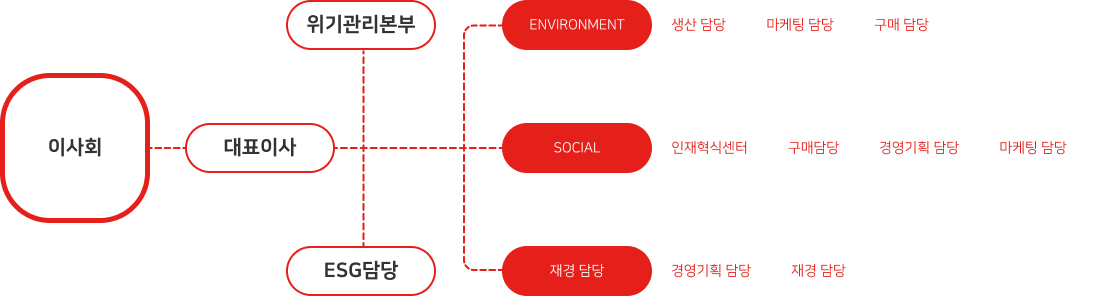 위기관리본부
ENVIRONMENT
생산 담당
마케팅 담당
구매 담당
이사회
대표이사
SOCIAL
인재혁신센터
구매담당
경영기획 담당
마케팅 담당
ESG담당
재경 담당
경영기획 담당
재경 담당